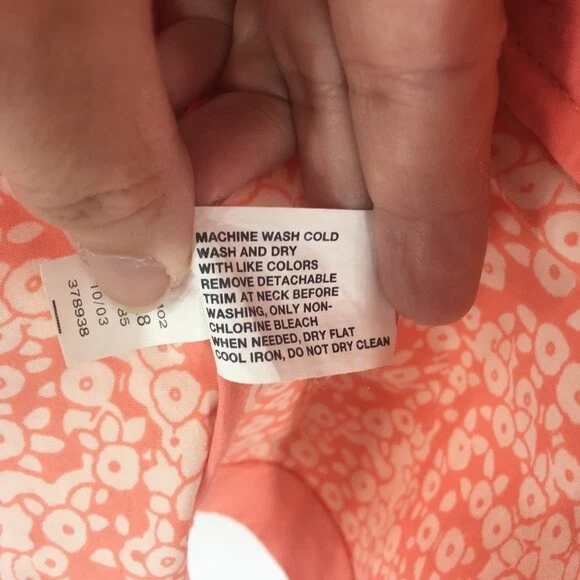 MACHINE WASH COLD
WASH AND DRY
WITH LIKE COLORS
REMOVE DETACHABLE
TRIM AT NECK BEFORE
WASHING, ONLY NON-
CHLORINE BLEACH
WHEN NEEDED, DRY FLAT
COOL IRON, DO NOT DRY CLEAN
8
10/03
378938